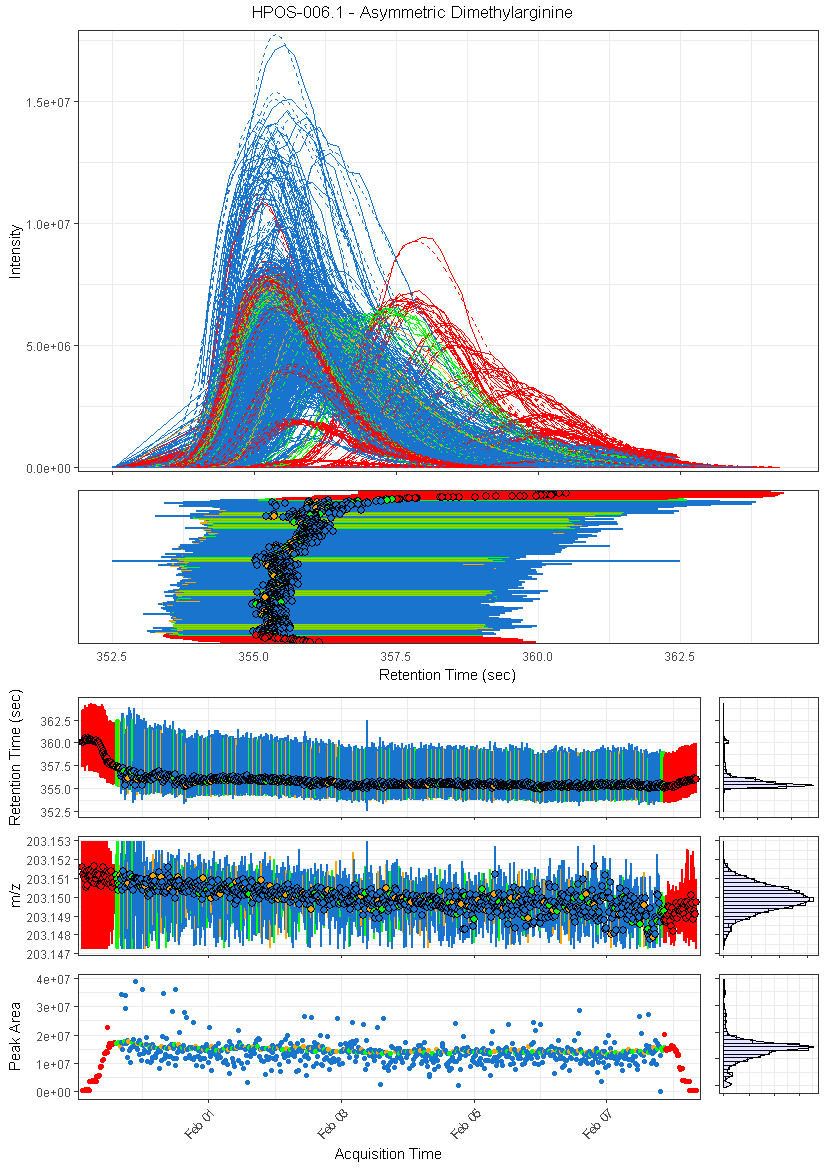 HPOS-006.1 - Asymmetric Dimethylarginine
Intensity
1.5e+07
1.0e+07
5.0e+06
0.0e+00
352.5 355.0 357.5 360.0 362.5
Retention Time (sec)
Retention Time (sec)
362.5
360.0
357.5
355.0
352.5
m/z
203.153
203.152
203.151
203.150
203.149
203.148
203.147
Peak Area
4e+07
3e+07
2e+07
1e+07
0e+00
Feb 01 Feb 03 Feb 05 Feb 07
Acquisition Time